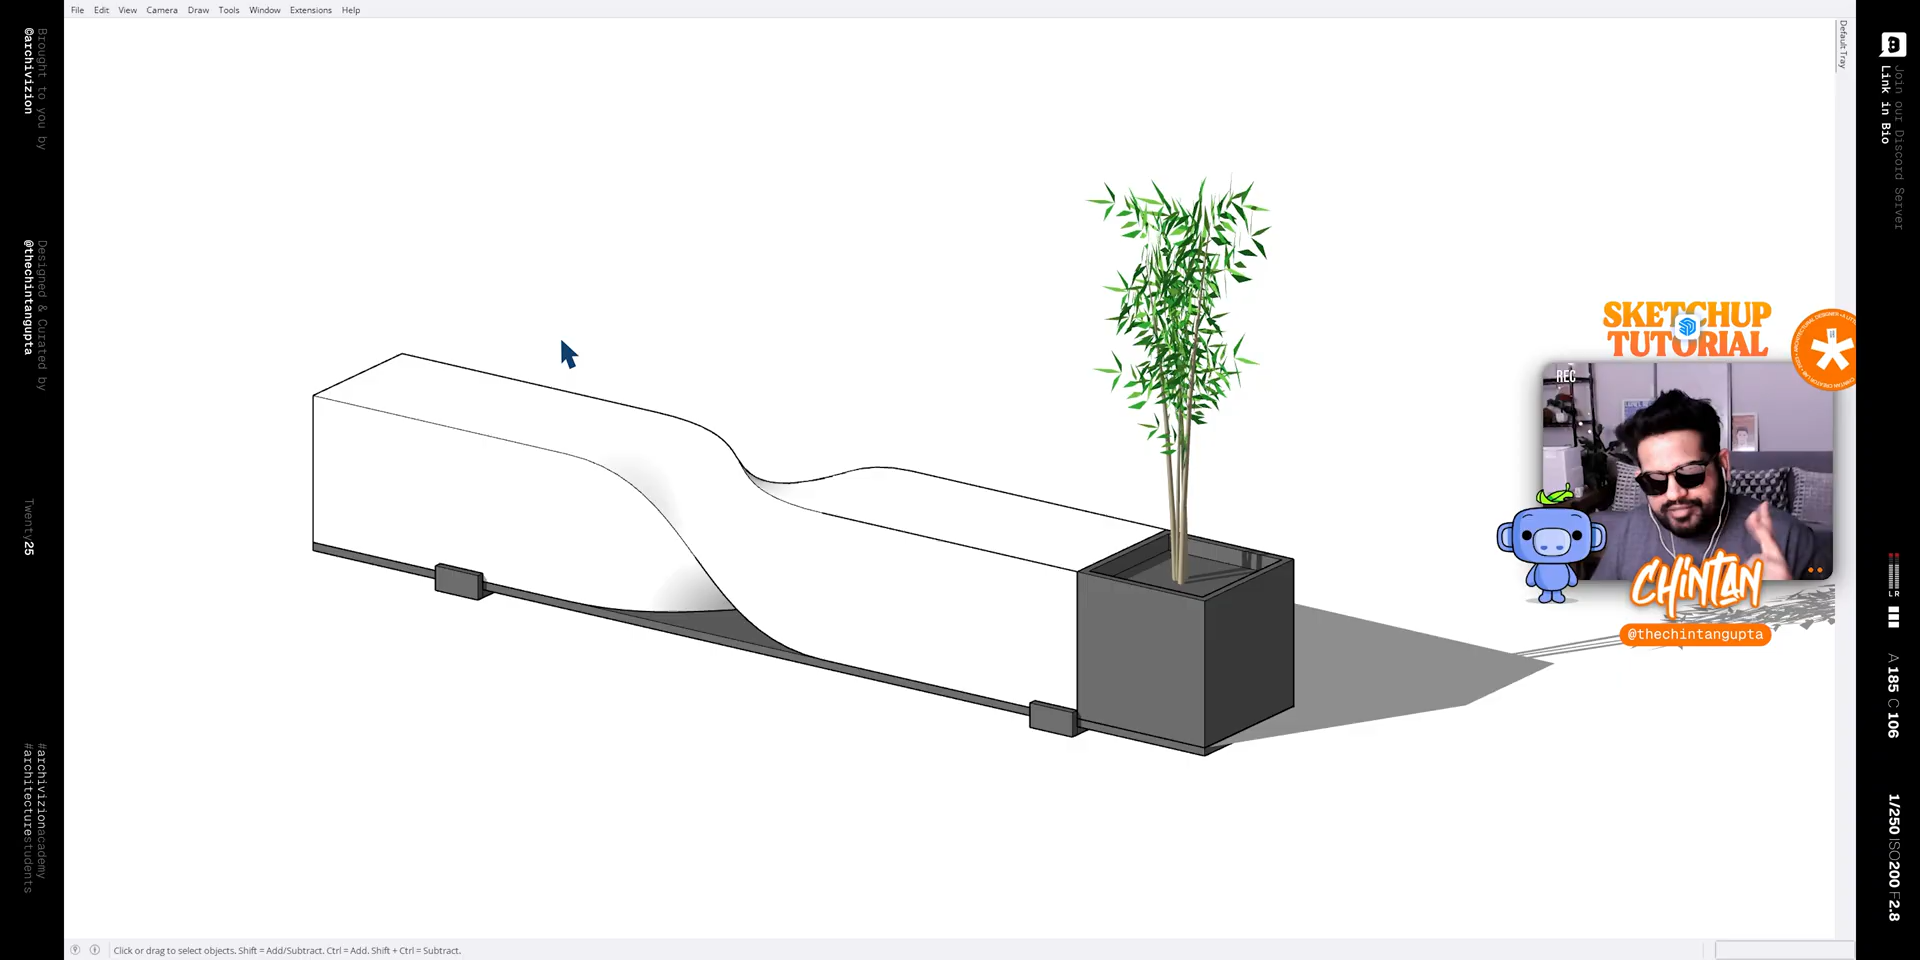 File Edit View Camera Draw Tools Window Extensions Help
Brought to you by
@archivizion
Designed & Curated by
@thechintangupta
Twenty25
#archivizionacademy
#architecturestudents
Default Tray
Join our Discord Server
Link in Bio
SKETCHUP
TUTORIAL
REC
CHINTAN
@thechintangupta
L R
A 185 C 106
1/250 ISO200 F2.8
Click or drag to select objects. Shift = Add/Subtract. Ctrl = Add. Shift + Ctrl = Subtract.